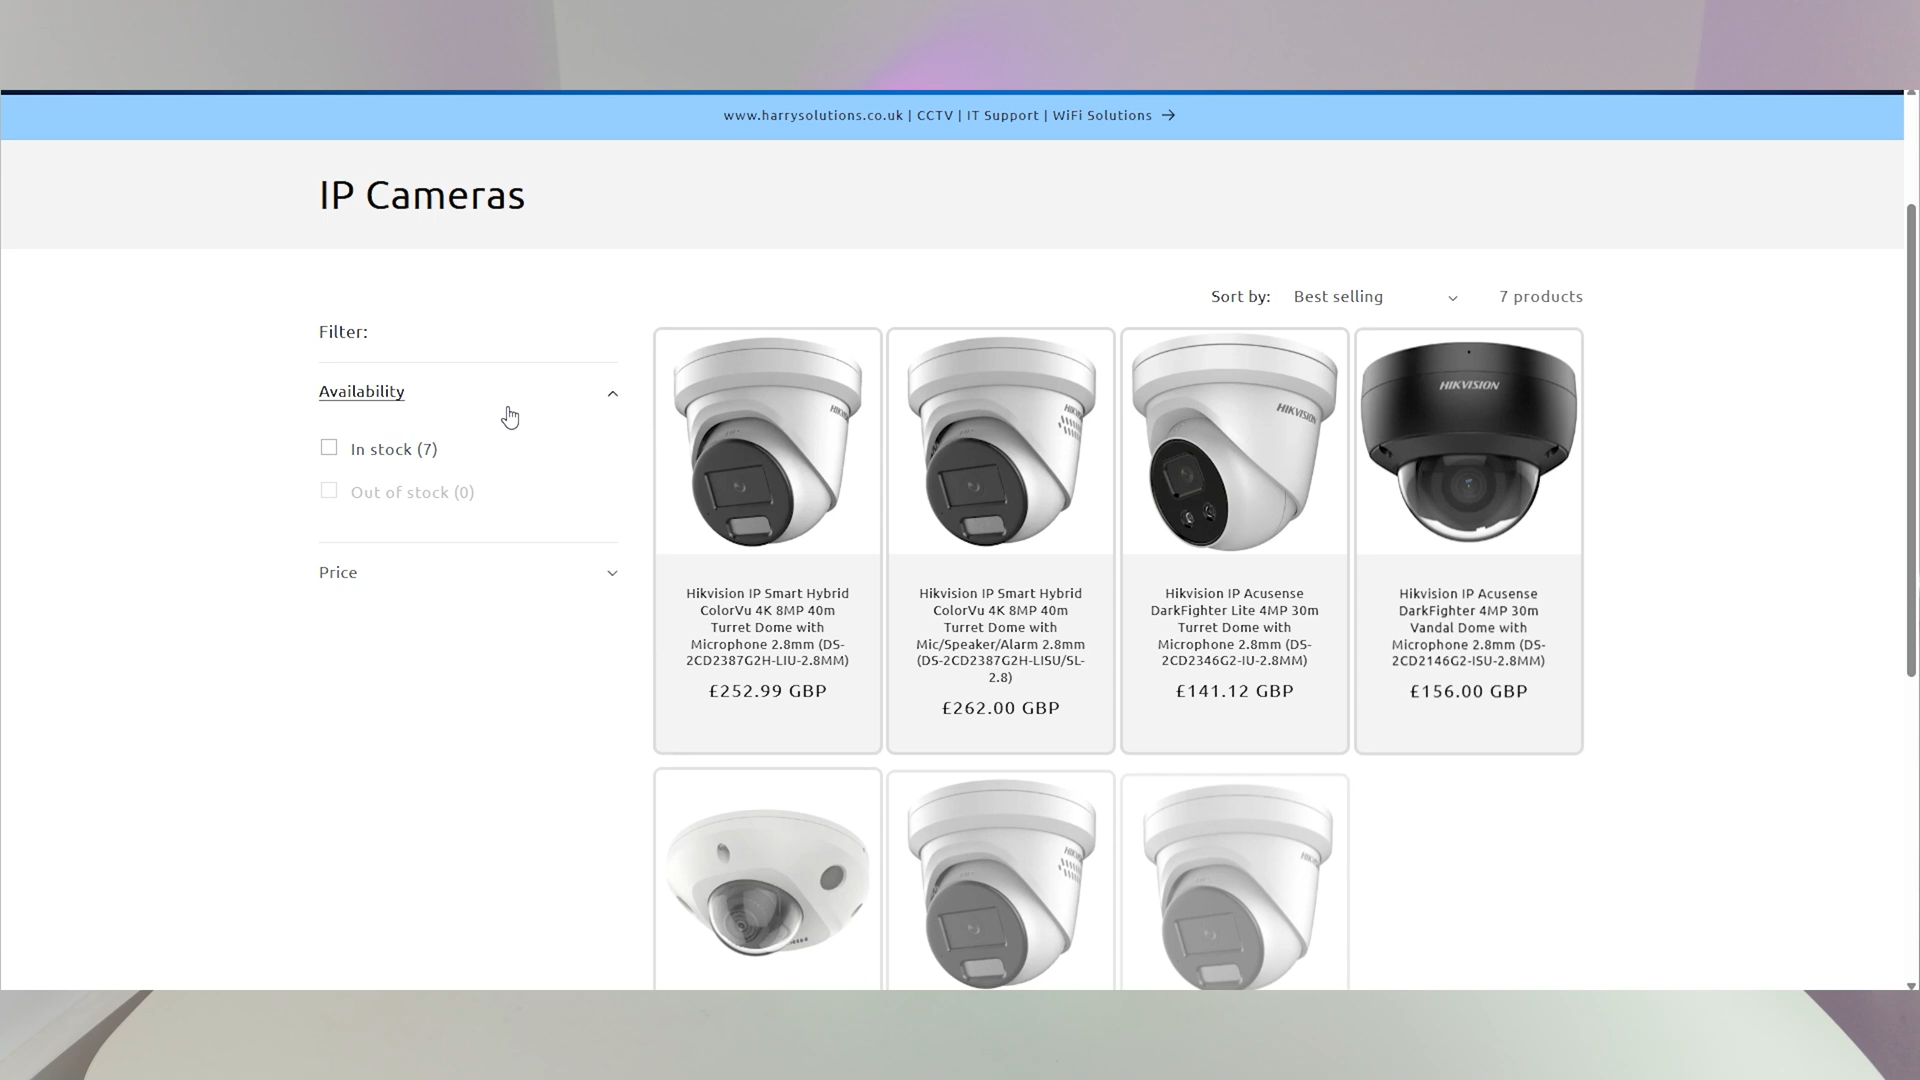 www.harrysolutions.co.uk | CCTV | IT Support | WiFi Solutions →
IP Cameras
Sort by: Best selling 7 products
Filter:
Availability
In stock (7)
Out of stock (0)
Price
HIKVISION
HIKVISION
Hikvision IP Smart Hybrid
ColorVu 4K 8MP 40m
Turret Dome with
Microphone 2.8mm (DS-
2CD2387G2H-LIU-2.8MM)
£252.99 GBP
Hikvision IP Smart Hybrid
ColorVu 4K 8MP 40m
Turret Dome with
Mic/Speaker/Alarm 2.8mm
(DS-2CD2387G2H-LISU/SL-
2.8)
£262.00 GBP
Hikvision IP Acusense
DarkFighter Lite 4MP 30m
Turret Dome with
Microphone 2.8mm (DS-
2CD2346G2-IU-2.8MM)
£141.12 GBP
Hikvision IP Acusense
DarkFighter 4MP 30m
Vandal Dome with
Microphone 2.8mm (DS-
2CD2146G2-ISU-2.8MM)
£156.00 GBP